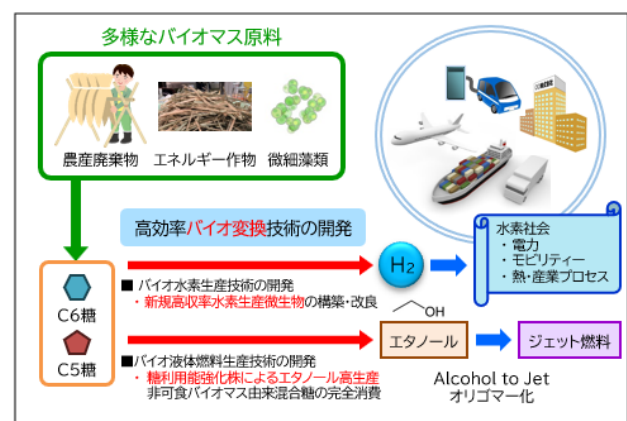 多様なバイオマス原料
農産廃棄物 エネルギー作物 微細藻類
高効率バイオ変換技術の開発
C6糖
C5糖
■ バイオ水素生産技術の開発
・新規高収率水素生産微生物の構築・改良
H2
水素社会
・電力
・モビリティー
・熱・産業プロセス
OH
エタノール
ジェット燃料
■バイオ液体燃料生産技術の開発
・糖利用能強化株によるエタノール高生産
非可食バイオマス由来混合糖の完全消費
Alcohol to Jet
オリゴマー化